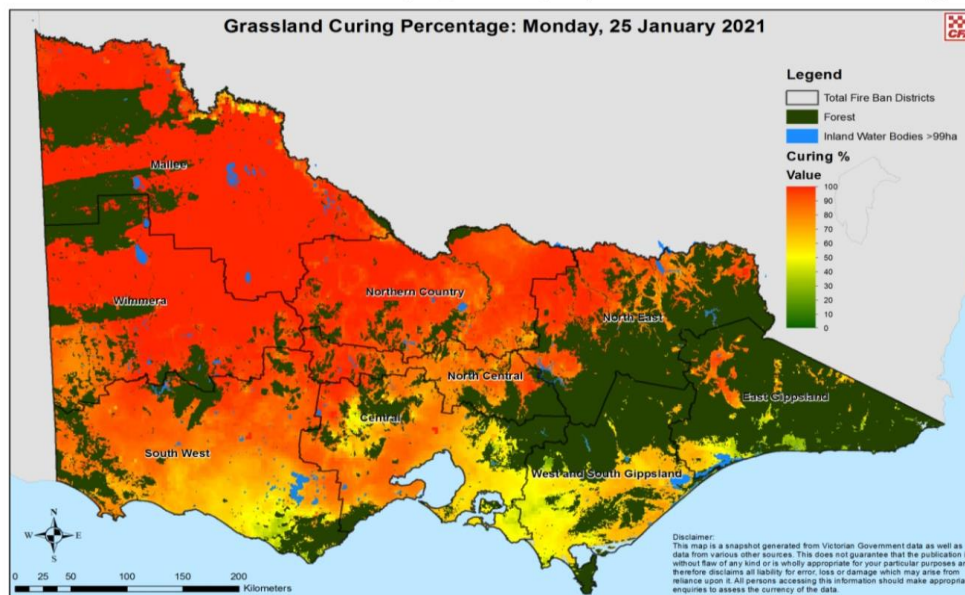 Grassland Curing Percentage: Monday, 25 January 2021
CFA
Legend
Total Fire Ban Districts
Forest
Inland Water Bodies >99ha
Curing %
Value
100
90
80
70
60
50
40
30
20
10
0
Mallee
Wimmera
Northern Country
North East
North Central
East Gippsland
Central
South West
West and South Gippsland
N
W
E
S
0 25 50 100 150 200
Kilometers
Disclaimer:
This map is a snapshot generated from Victorian Government data as well as
data from various other sources. This does not guarantee that the publication i
without flaw of any kind or is wholly appropriate for your particular purposes an
therefore disclaims all liability for error, loss or damage which may arise from
reliance upon it. All persons accessing this information should make appropria
enquiries to assess the currency of the data.